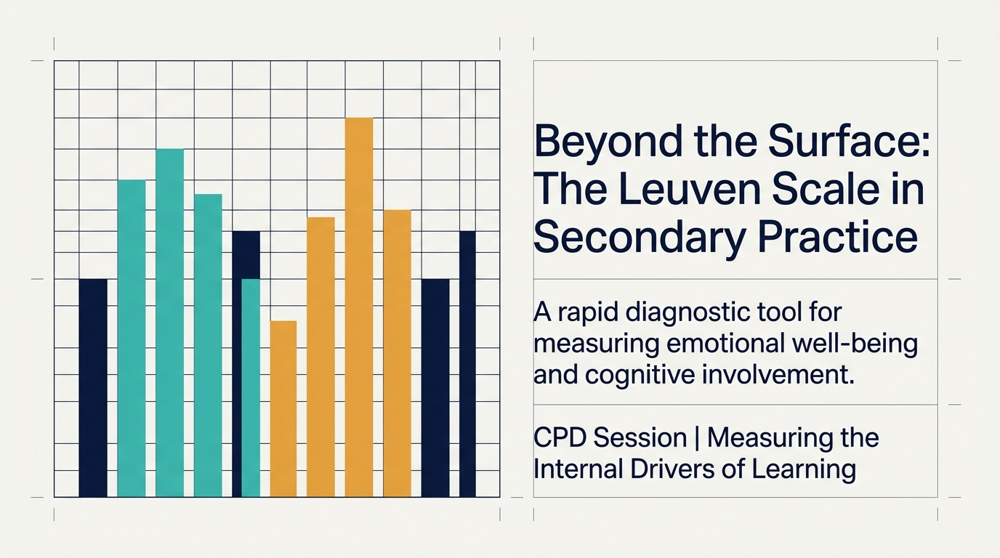 Beyond the Surface:
The Leuven Scale in
Secondary Practice
A rapid diagnostic tool for
measuring emotional well-being
and cognitive involvement.
CPD Session | Measuring the
Internal Drivers of Learning